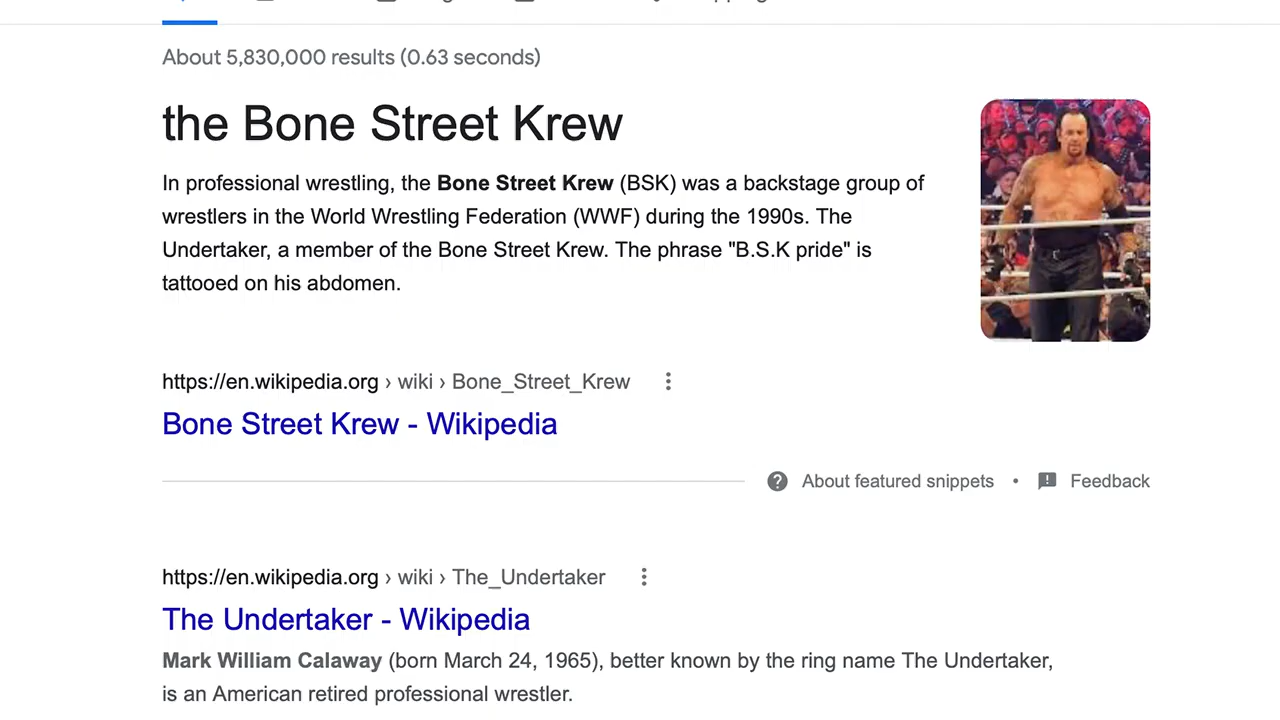 About 5,830,000 results (0.63 seconds)
the Bone Street Krew
In professional wrestling, the Bone Street Krew (BSK) was a backstage group of
wrestlers in the World Wrestling Federation (WWF) during the 1990s. The
Undertaker, a member of the Bone Street Krew. The phrase "B.S.K pride" is
tattooed on his abdomen.
https://en.wikipedia.org › wiki › Bone_Street_Krew
Bone Street Krew - Wikipedia
About featured snippets • Feedback
https://en.wikipedia.org › wiki › The_Undertaker
The Undertaker - Wikipedia
Mark William Calaway (born March 24, 1965), better known by the ring name The Undertaker,
is an American retired professional wrestler.